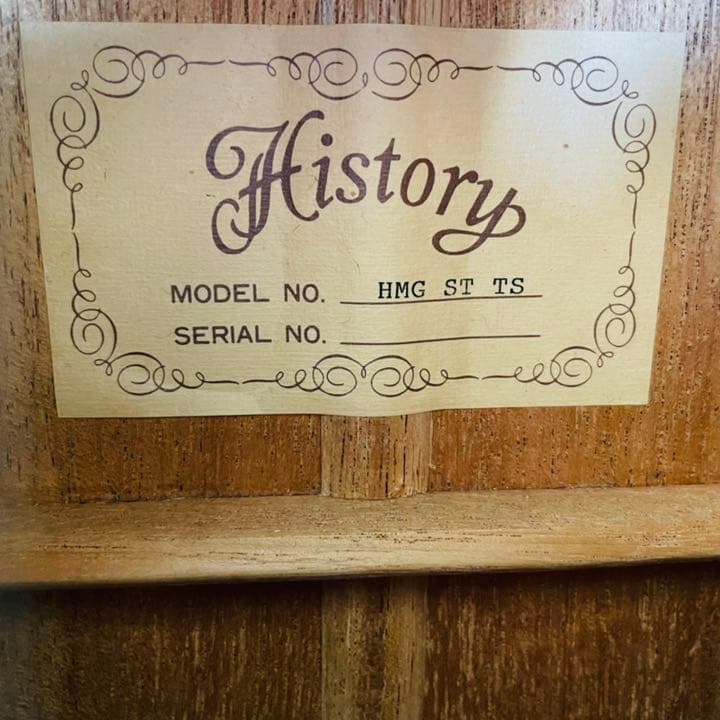 History
MODEL NO. HMG ST TS
SERIAL NO.